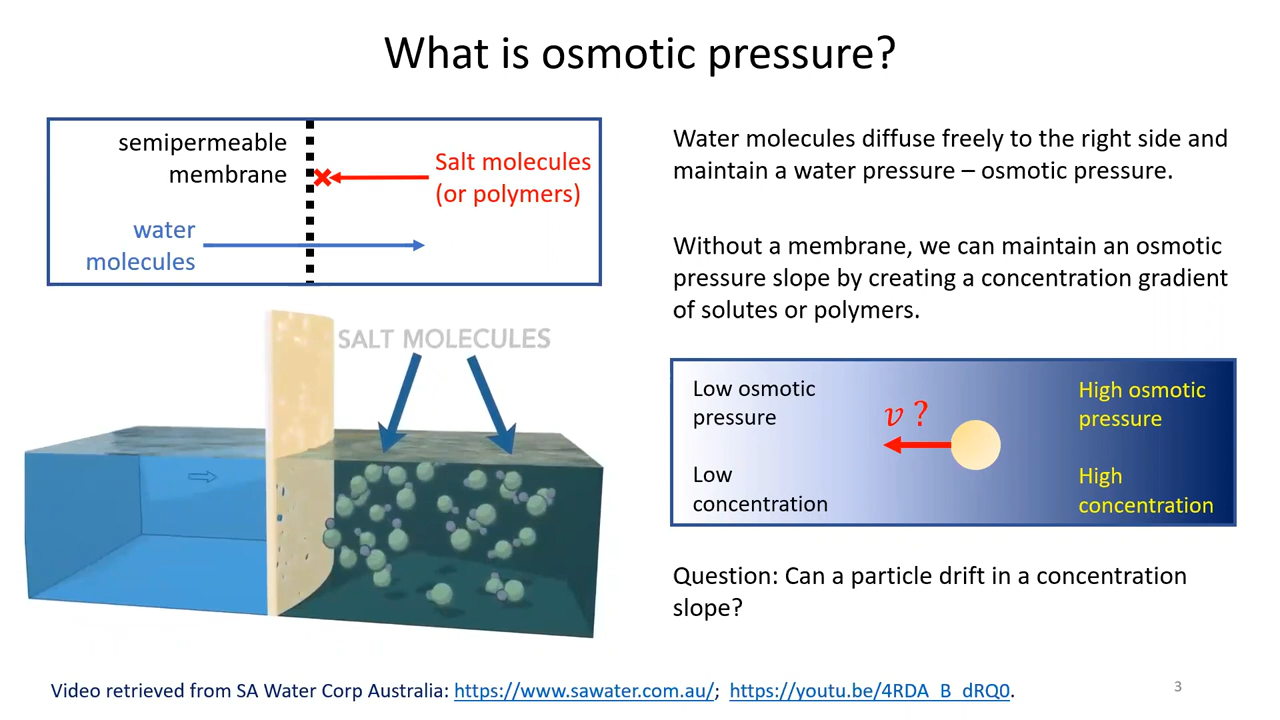 What is osmotic pressure?
semipermeable
membrane
Salt molecules
(or polymers)
water
molecules
SALT MOLECULES
Water molecules diffuse freely to the right side and
maintain a water pressure – osmotic pressure.
Without a membrane, we can maintain an osmotic
pressure slope by creating a concentration gradient
of solutes or polymers.
Low osmotic
pressure
Low
concentration
v ?
High osmotic
pressure
High
concentration
Question: Can a particle drift in a concentration
slope?
Video retrieved from SA Water Corp Australia: https://www.sawater.com.au/; https://youtu.be/4RDA_B_dRQ0.
3